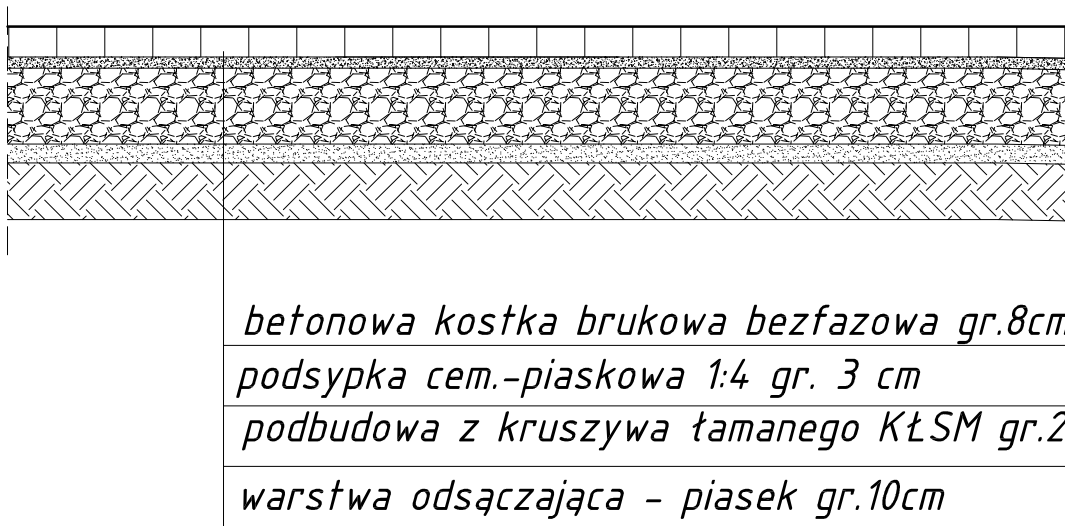 betonowa kostka brukowa bezfazowa gr.8cm
podsypka cem.-piaskowa 1:4 gr. 3 cm
podbudowa z kruszywa łamanego KŁSM gr.2
warstwa odsączająca - piasek gr.10cm